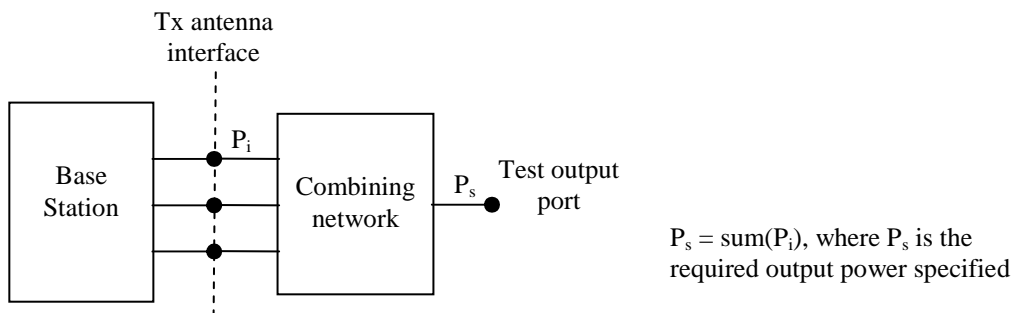 Tx antenna
interface
Base
Station
P_i
Combining
network
P_s
Test output
port
P_s = sum(P_i), where P_s is the
required output power specified